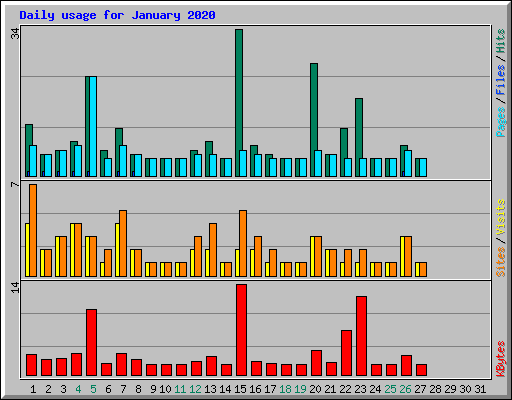 Daily usage for January 2020
34
Pages / Files / Hits
7
Sites / Visits
14
KBytes
1 2 3 4 5 6 7 8 9 10 11 12 13 14 15 16 17 18 19 20 21 22 23 24 25 26 27 28 29 30 31